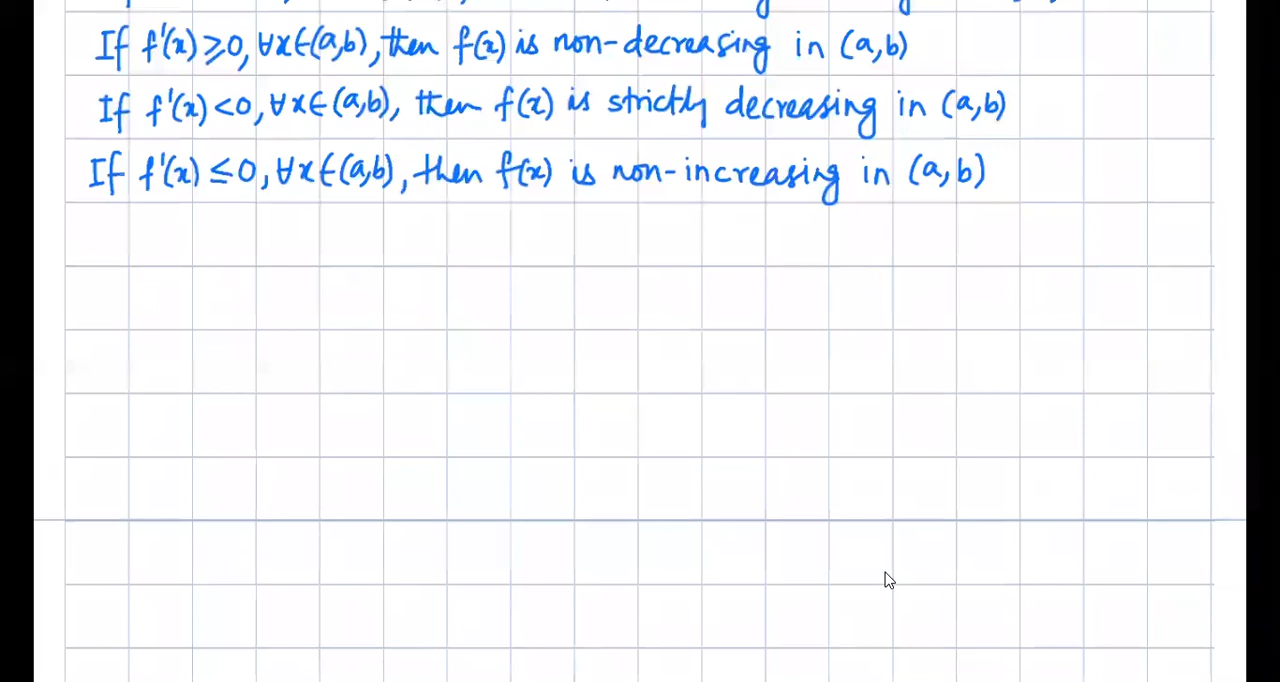 If f'(x) ≥ 0, ∀x∈(a,b), then f(x) is non-decreasing in (a,b)
If f'(x) < 0, ∀x∈(a,b), then f(x) is strictly decreasing in (a,b)
If f'(x) ≤ 0, ∀x∈(a,b), then f(x) is non-increasing in (a,b)